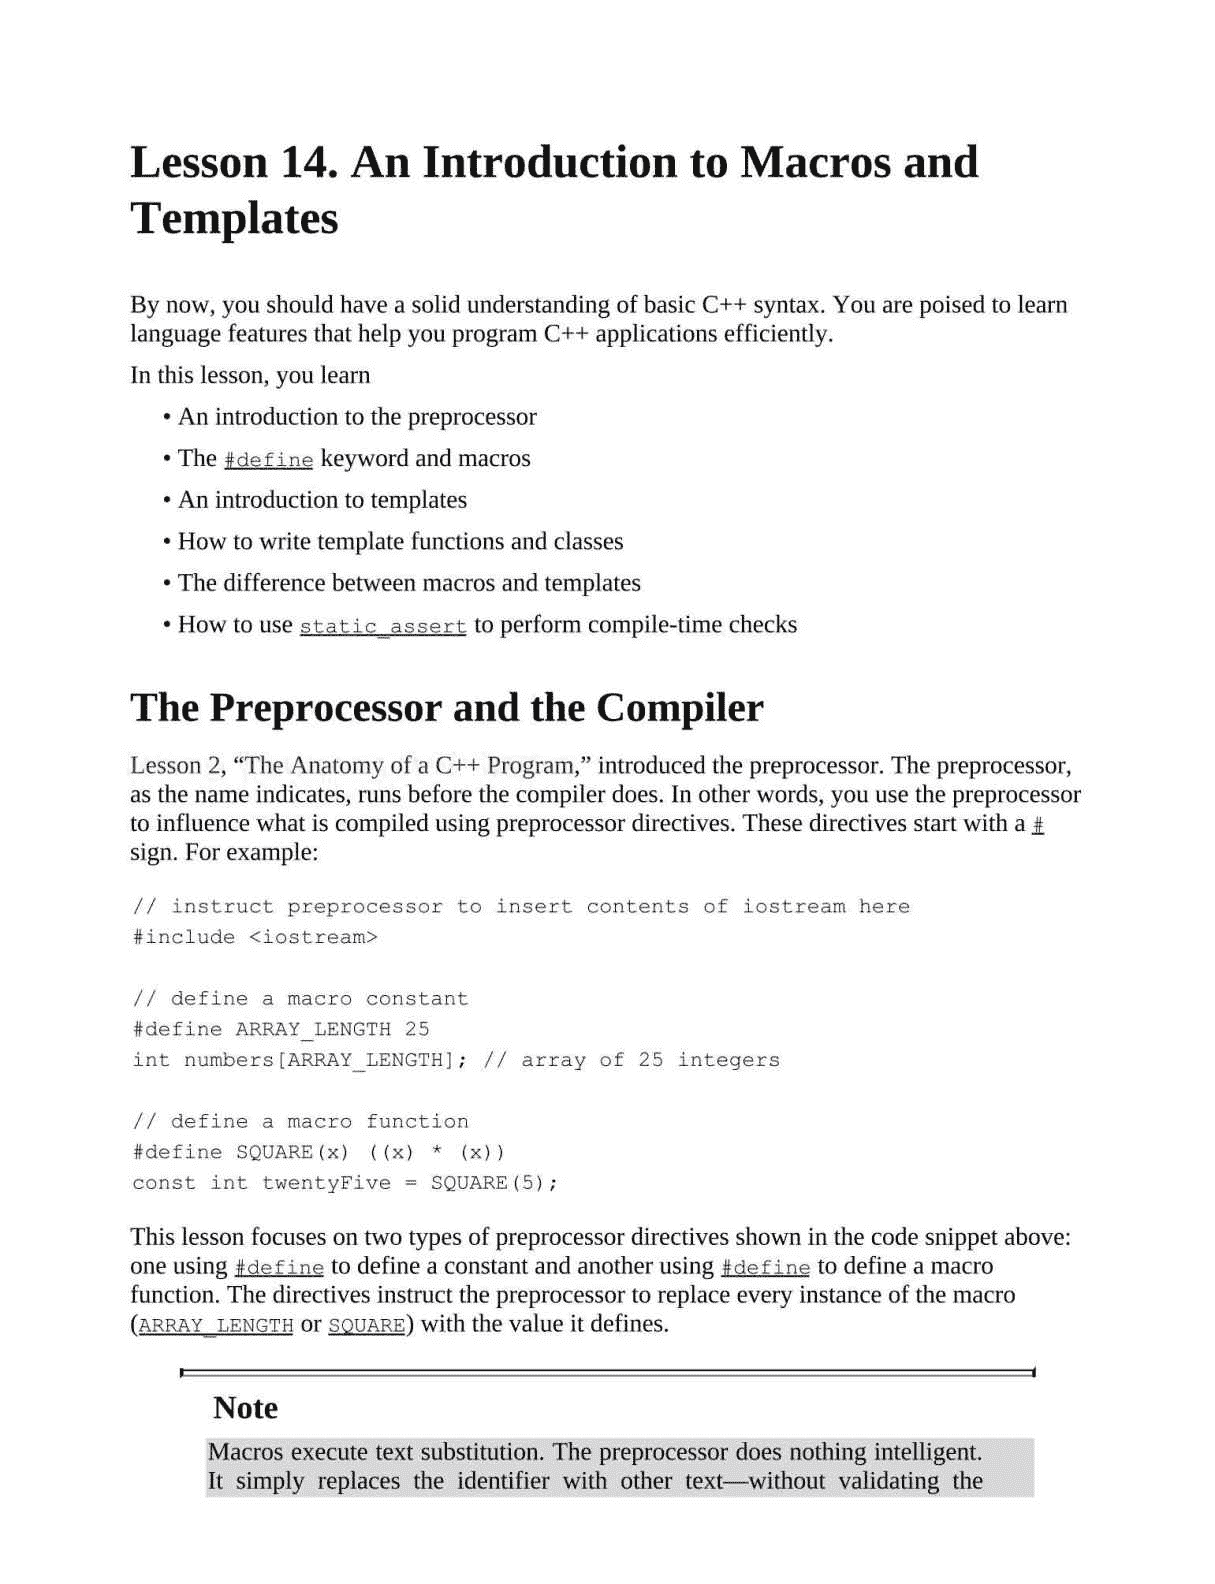 Lesson 14. An Introduction to Macros and
Templates
By now, you should have a solid understanding of basic C++ syntax. You are poised to learn
language features that help you program C++ applications efficiently.
In this lesson, you learn
• An introduction to the preprocessor
• The #define keyword and macros
• An introduction to templates
• How to write template functions and classes
• The difference between macros and templates
• How to use static_assert to perform compile-time checks
The Preprocessor and the Compiler
Lesson 2, “The Anatomy of a C++ Program,” introduced the preprocessor. The preprocessor,
as the name indicates, runs before the compiler does. In other words, you use the preprocessor
to influence what is compiled using preprocessor directives. These directives start with a #
sign. For example:
// instruct preprocessor to insert contents of iostream here
#include <iostream>
// define a macro constant
#define ARRAY_LENGTH 25
int numbers[ARRAY_LENGTH]; // array of 25 integers
// define a macro function
#define SQUARE(x) ((x) * (x))
const int twentyFive = SQUARE(5);
This lesson focuses on two types of preprocessor directives shown in the code snippet above:
one using #define to define a constant and another using #define to define a macro
function. The directives instruct the preprocessor to replace every instance of the macro
(ARRAY_LENGTH or SQUARE) with the value it defines.
Note
Macros execute text substitution. The preprocessor does nothing intelligent.
It simply replaces the identifier with other text—without validating the